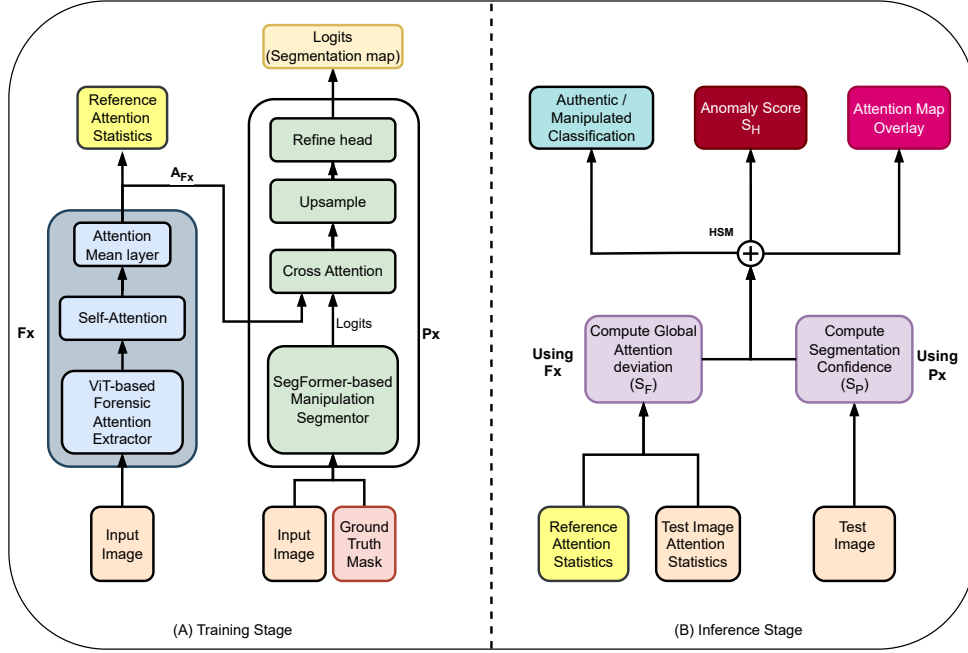 Logits
(Segmentation map)
Reference
Attention
Statistics
A_Fx
Refine head
Upsample
Cross Attention
Logits
SegFormer-based
Manipulation
Segmentor
Px
Attention
Mean layer
Self-Attention
Fx
ViT-based
Forensic
Attention
Extractor
Input
Image
Input
Image
Ground
Truth
Mask
(A) Training Stage
Authentic /
Manipulated
Classification
Anomaly Score
S_H
Attention Map
Overlay
HSM
Using
Fx
Compute Global
Attention
deviation
(S_F)
Compute
Segmentation
Confidence
(S_P)
Using
Px
Reference
Attention
Statistics
Test Image
Attention
Statistics
Test
Image
(B) Inference Stage